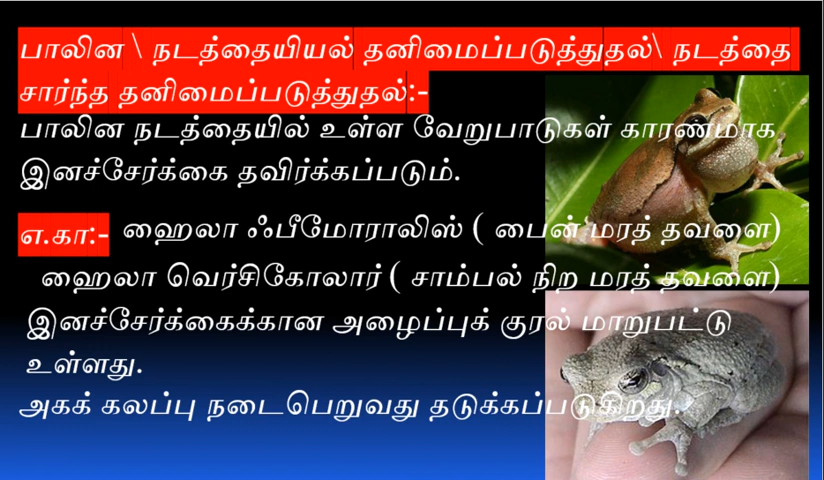 பாலின \ நடத்தையியல் தனிமைப்படுத்துதல்\ நடத்தை
சார்ந்த தனிமைப்படுத்துதல்:-
பாலின நடத்தையில் உள்ள வேறுபாடுகள் காரணமாக
இனச்சேர்க்கை தவிர்க்கப்படும்.
எ.கா:- ஹைலா ஃபீமோராலிஸ் ( பைன் மரத் தவளை)
ஹைலா வெர்சிகோலார் ( சாம்பல் நிற மரத் தவளை)
இனச்சேர்க்கைக்கான அழைப்புக் குரல் மாறுபட்டு
உள்ளது.
அகக் கலப்பு நடைபெறுவது தடுக்கப்படுகிறது.